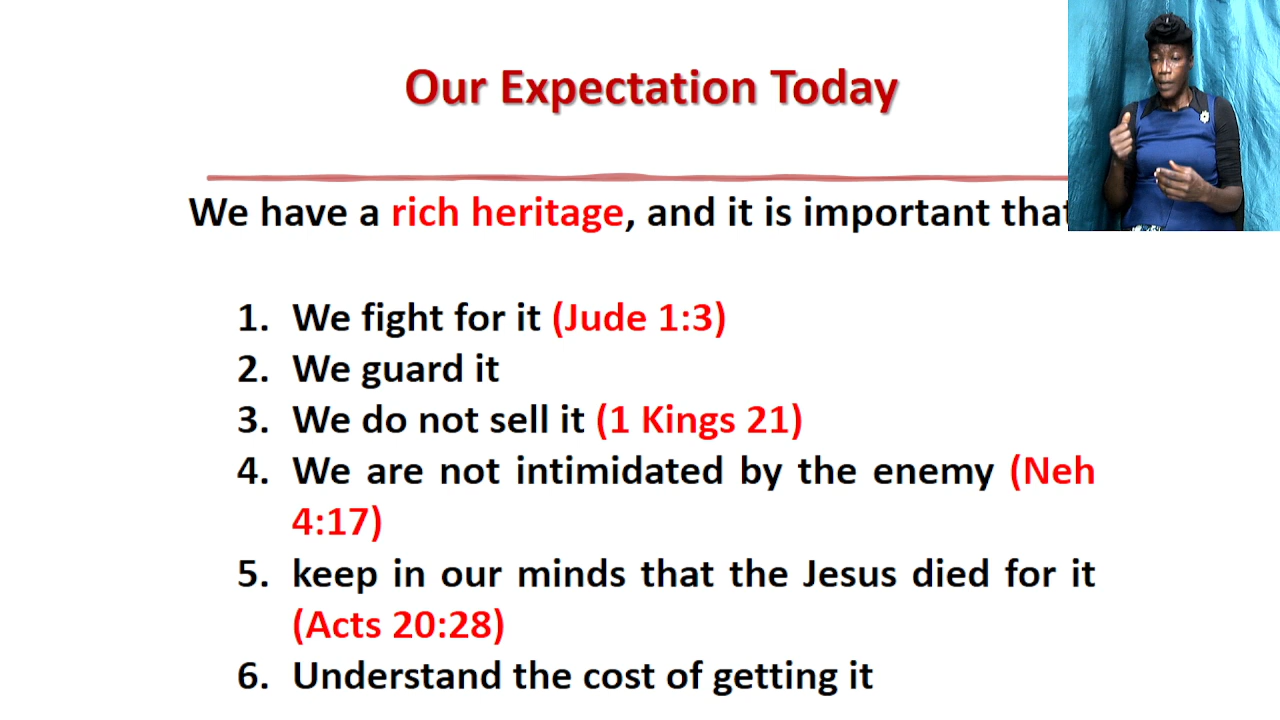 Our Expectation Today
We have a rich heritage, and it is important that
1. We fight for it (Jude 1:3)
2. We guard it
3. We do not sell it (1 Kings 21)
4. We are not intimidated by the enemy (Neh
4:17)
5. keep in our minds that the Jesus died for it
(Acts 20:28)
6. Understand the cost of getting it